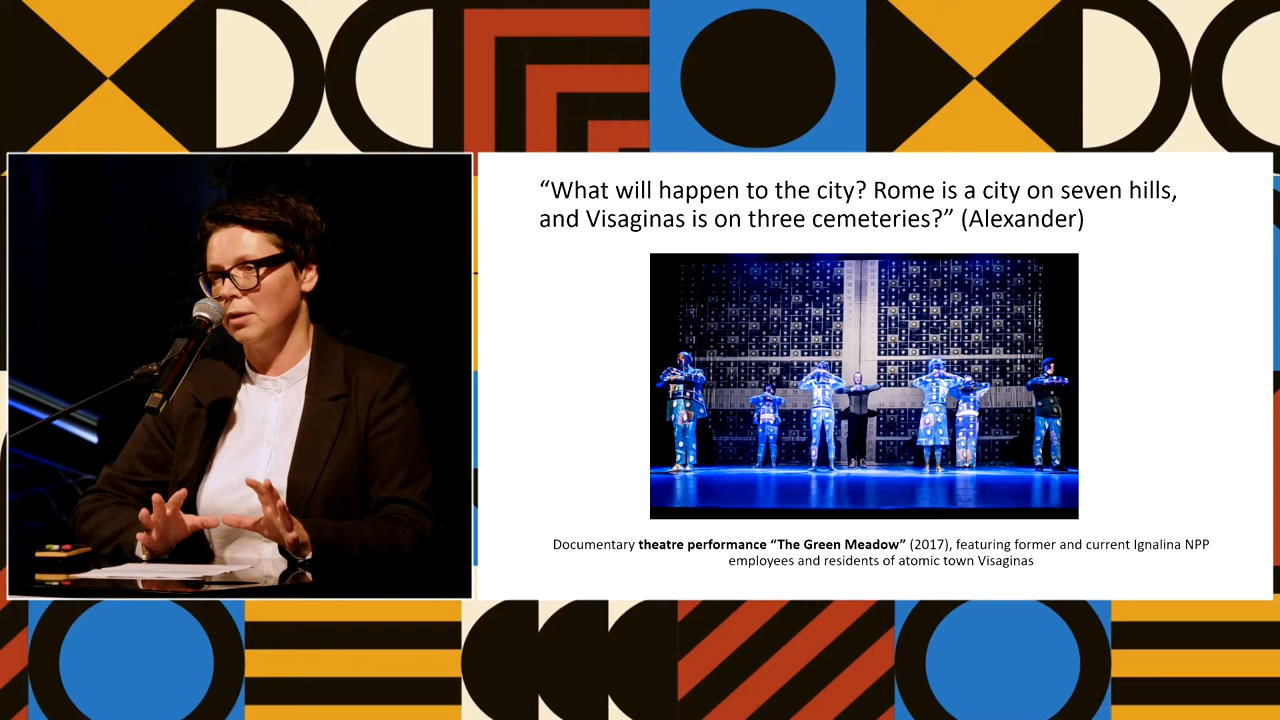 “What will happen to the city? Rome is a city on seven hills,
and Visaginas is on three cemeteries?” (Alexander)
Documentary theatre performance “The Green Meadow” (2017), featuring former and current Ignalina NPP
employees and residents of atomic town Visaginas